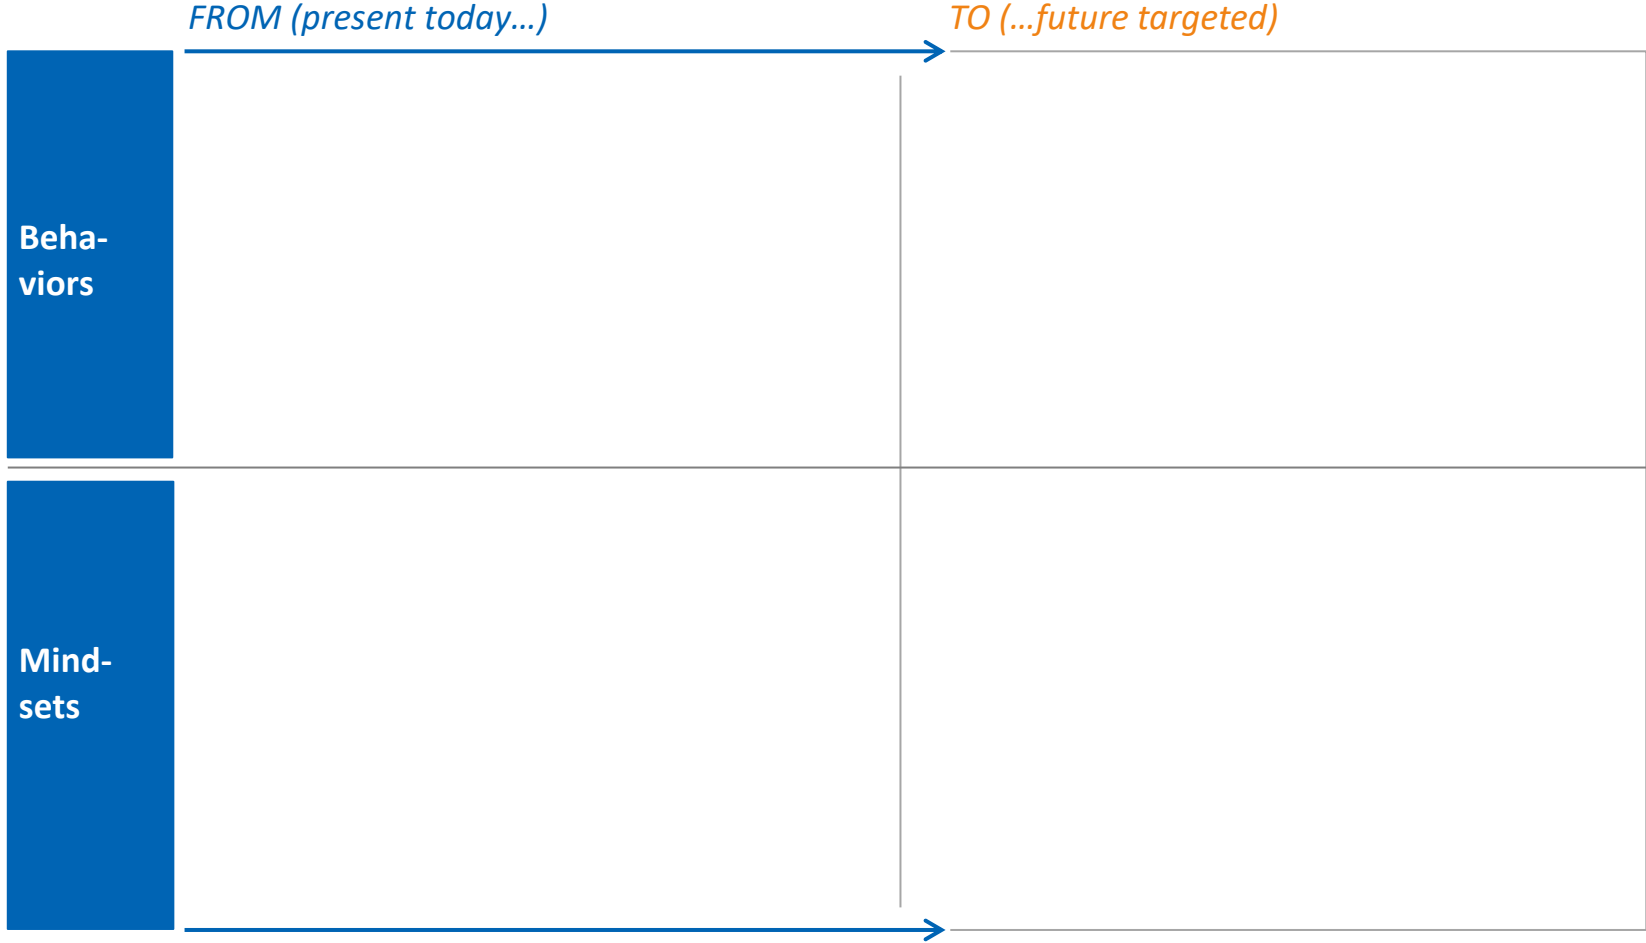 FROM (present today…)
TO (…future targeted)
Beha-
viors
Mind-
sets